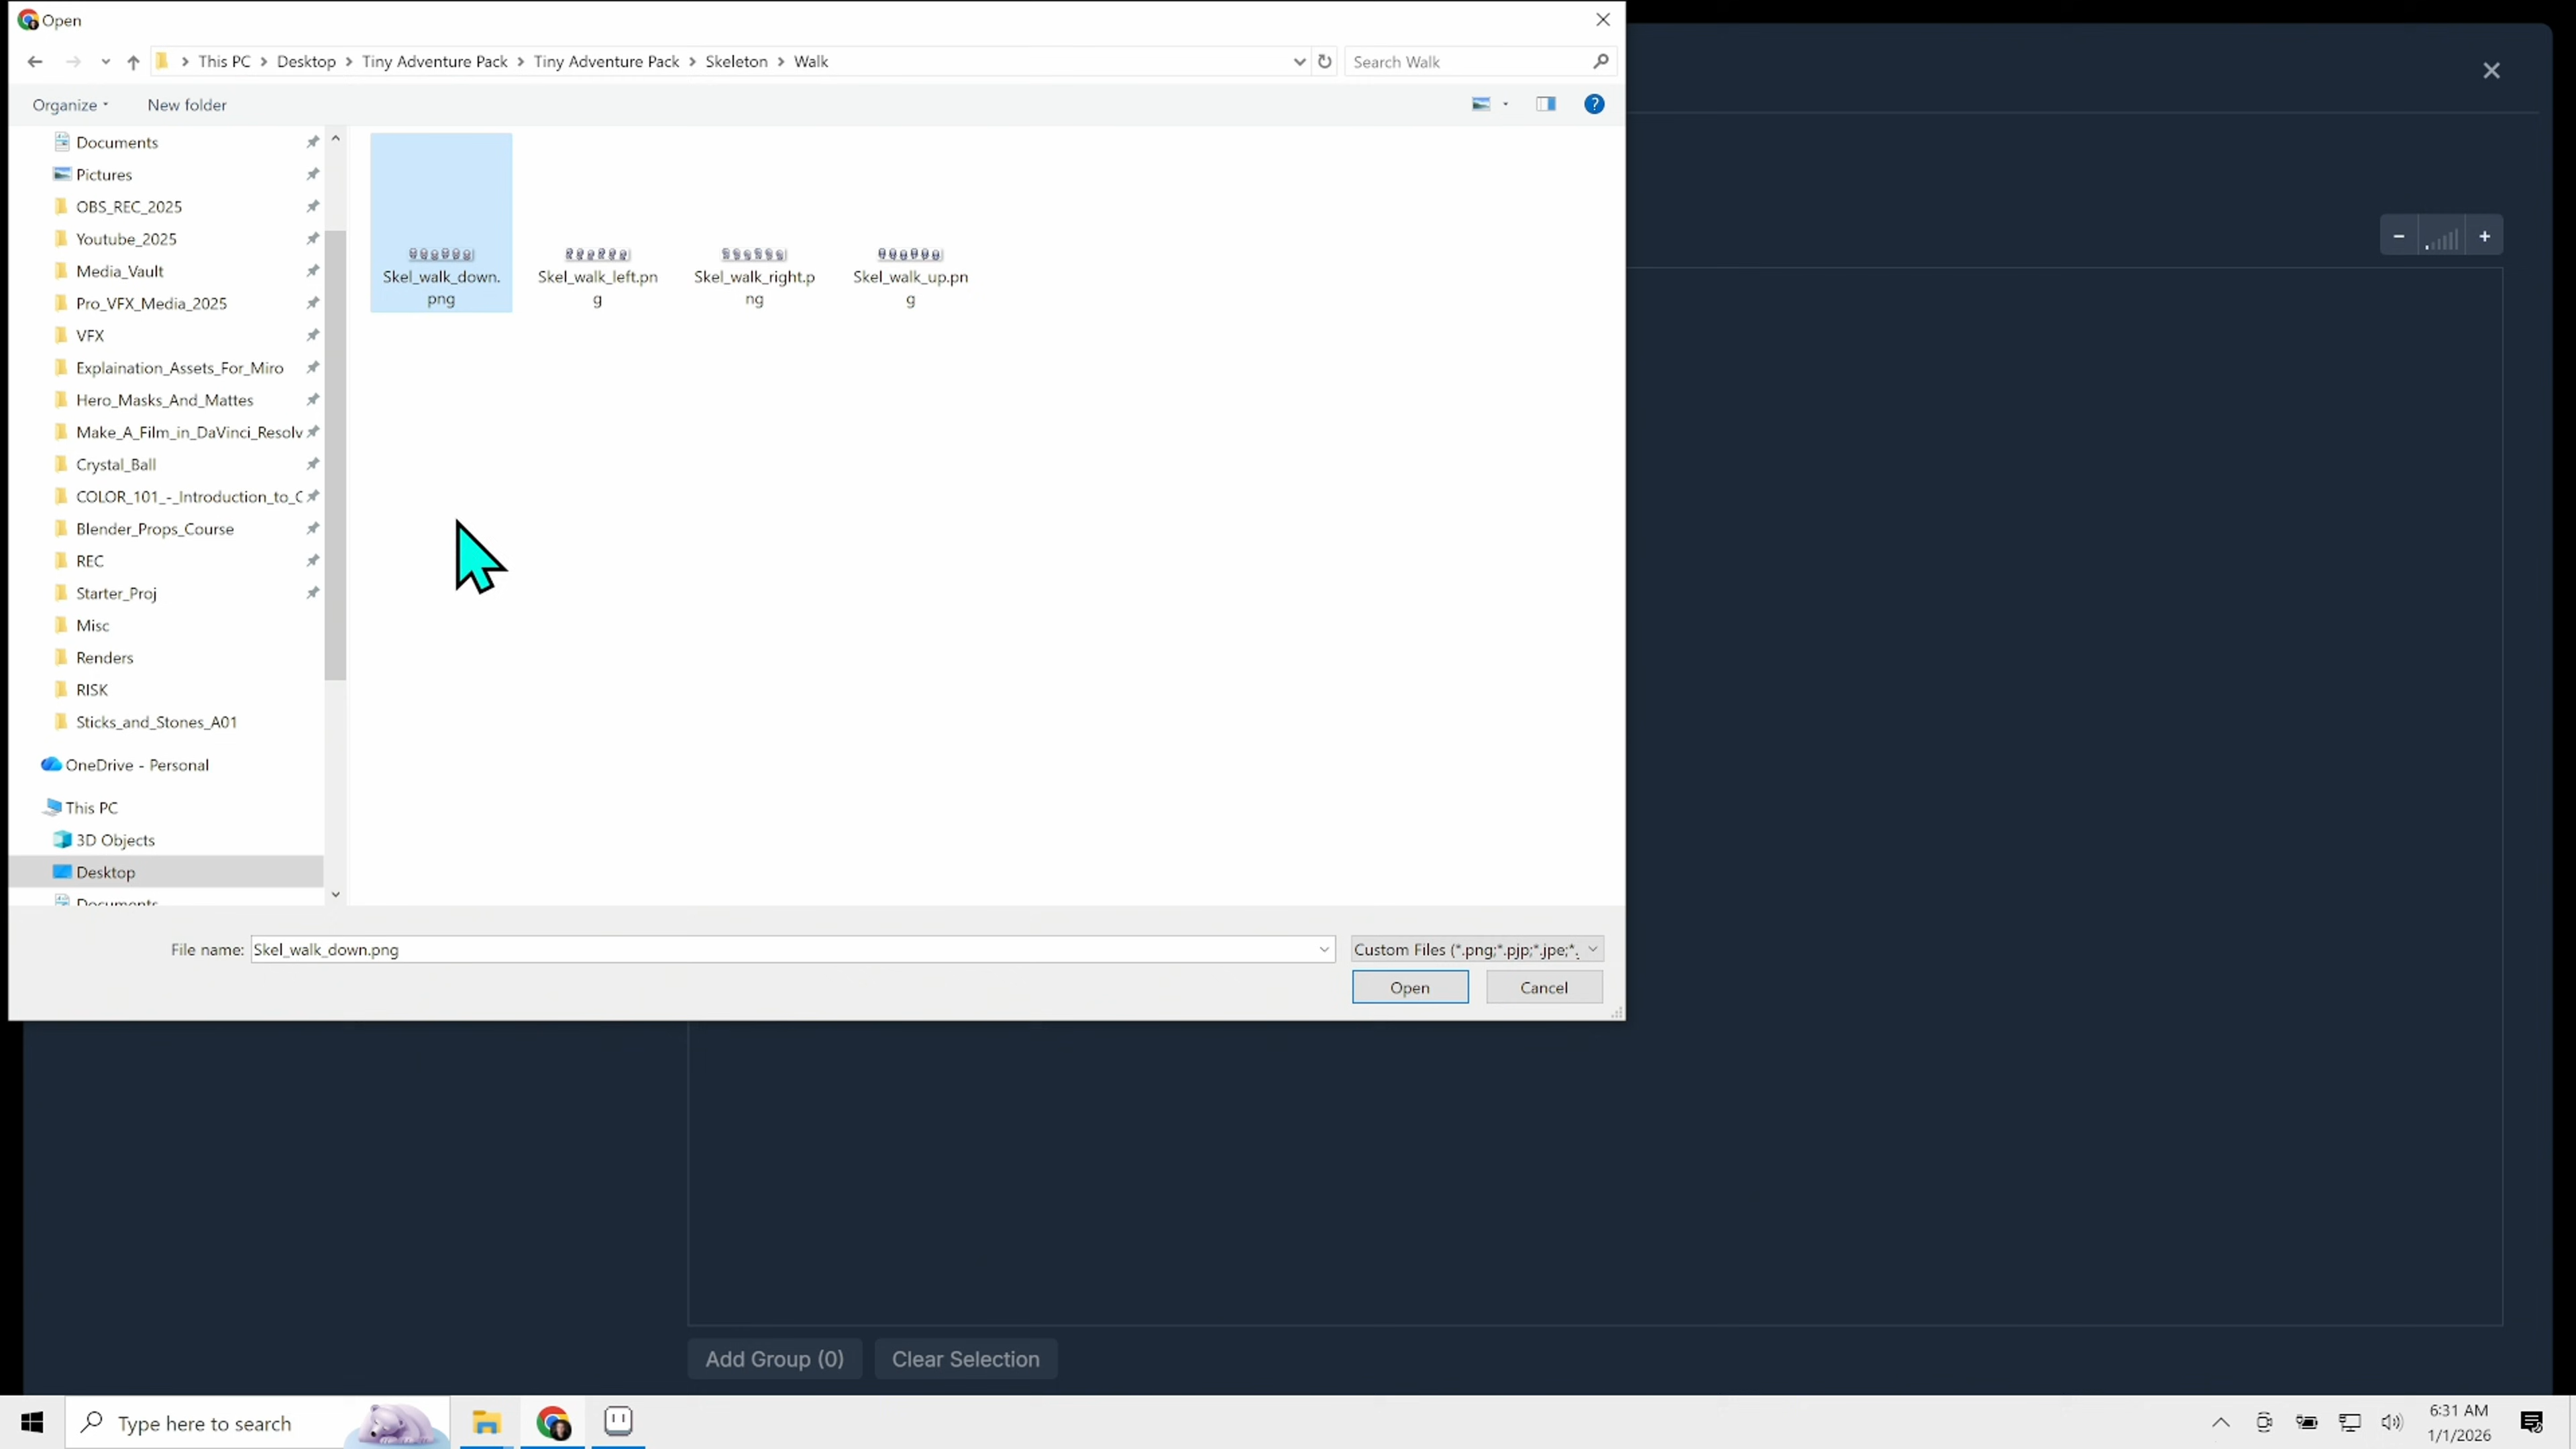 Open
This PC > Desktop > Tiny Adventure Pack > Tiny Adventure Pack > Skeleton > Walk
Search Walk
Organize
New folder
Documents
Pictures
OBS_REC_2025
Youtube_2025
Media_Vault
Pro_VFX_Media_2025
VFX
Explaination_Assets_For_Miro
Hero_Masks_And_Mattes
Make_A_Film_in_DaVinci_Resolv
Crystal_Ball
COLOR_101_-_Introduction_to_C
Blender_Props_Course
REC
Starter_Proj
Misc
Renders
RISK
Sticks_and_Stones_A01
OneDrive - Personal
This PC
3D Objects
Desktop
Documents
Skel_walk_down.
png
Skel_walk_left.pn
g
Skel_walk_right.p
ng
Skel_walk_up.pn
g
File name: Skel_walk_down.png
Custom Files (*.png;*.pjp;*.jpe;*.
Open
Cancel
Add Group (0)
Clear Selection
Type here to search
6:31 AM
1/1/2026